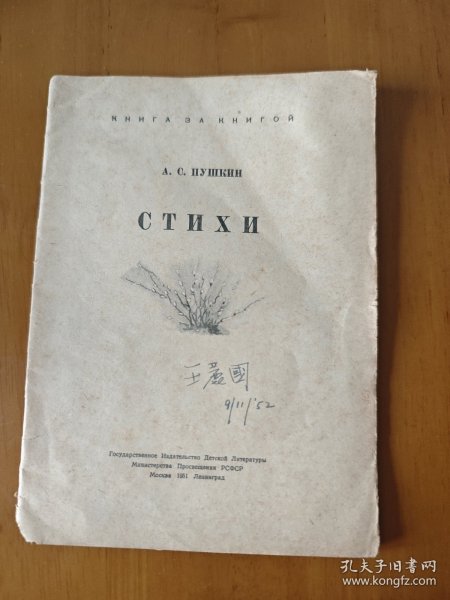 КНИГА ЗА КНИГОЙ
А. С. ПУШКИН
СТИХИ
王蕙國
9/11/'52
Государственное Издательство Детской Литературы
Министерства Просвещения РСФСР
Москва 1951 Ленинград
孔夫子旧书网
www.kongfz.com